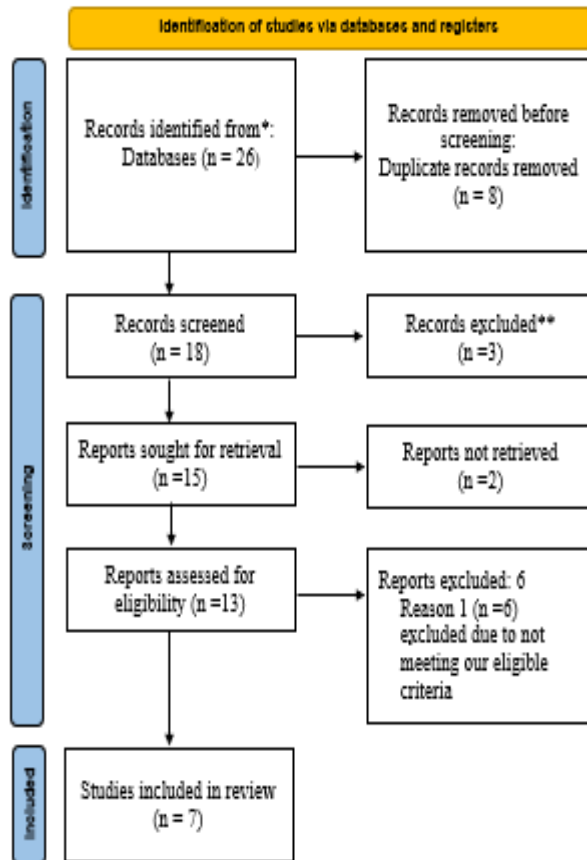 Identification of studies via databases and registers
Identification
Records identified from*:
Databases (n = 26)
Records removed before
screening:
Duplicate records removed
(n = 8)
Screening
Records screened
(n = 18)
Records excluded**
(n =3)
Reports sought for retrieval
(n =15)
Reports not retrieved
(n =2)
Reports assessed for
eligibility (n =13)
Reports excluded: 6
Reason 1 (n =6)
excluded due to not
meeting our eligible
criteria
Included
Studies included in review
(n = 7)